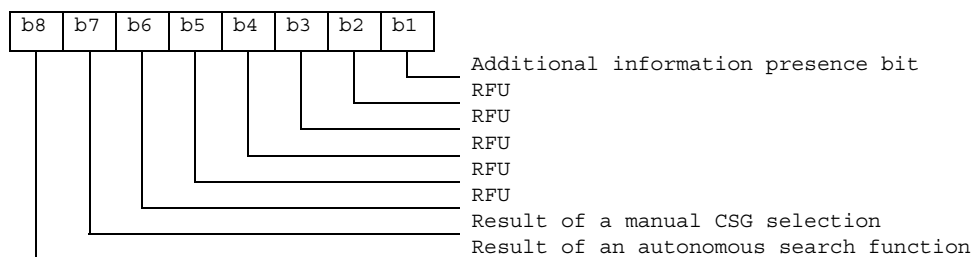 b8 b7 b6 b5 b4 b3 b2 b1
Additional information presence bit
RFU
RFU
RFU
RFU
RFU
Result of a manual CSG selection
Result of an autonomous search function